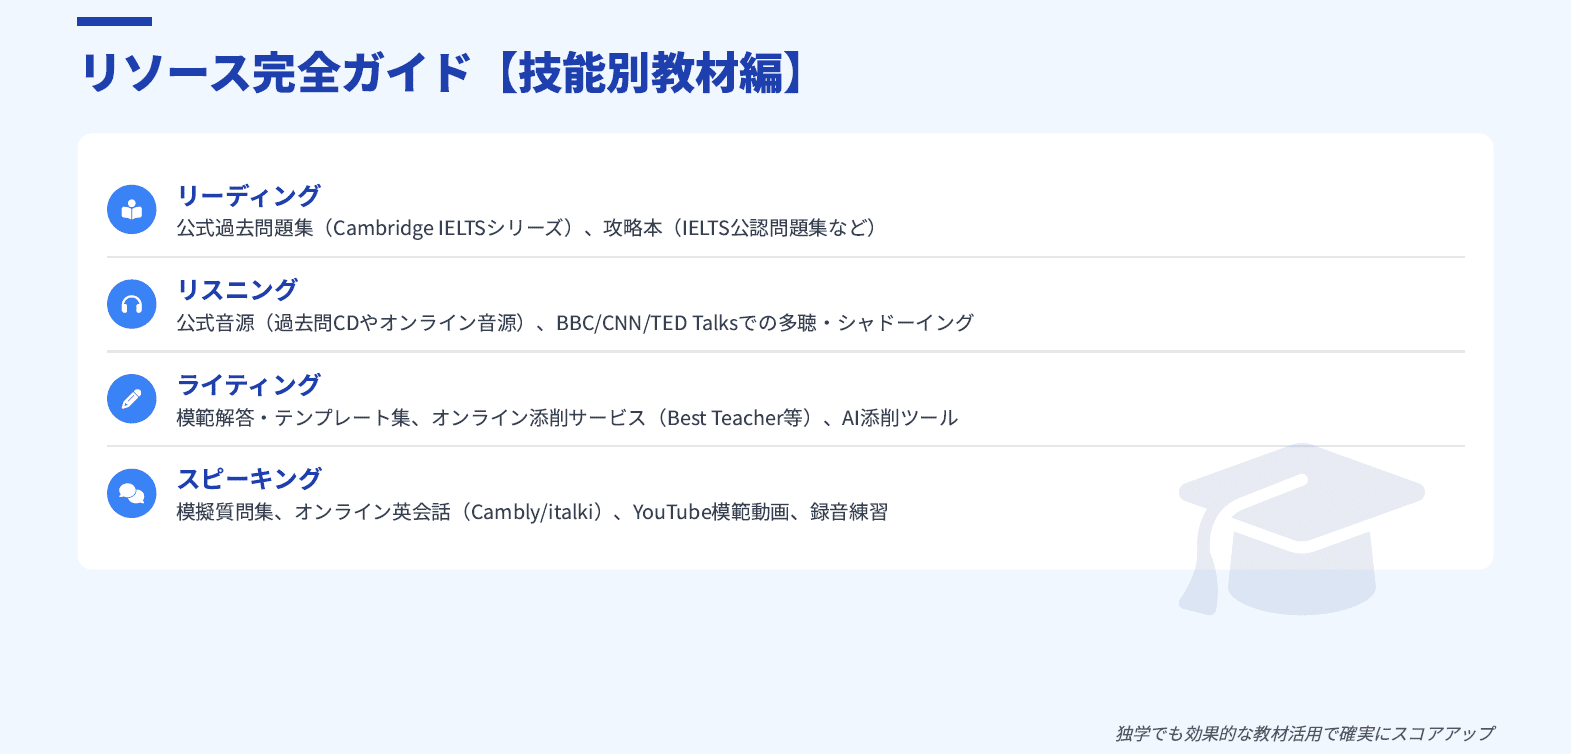 リソース完全ガイド【技能別教材編】
リーディング
公式過去問題集（Cambridge IELTSシリーズ）、攻略本（IELTS公認問題集など）
リスニング
公式音源（過去問CDやオンライン音源）、BBC/CNN/TED Talksでの多聴・シャドーイング
ライティング
模範解答・テンプレート集、オンライン添削サービス（Best Teacher等）、AI添削ツール
スピーキング
模擬質問集、オンライン英会話（Cambly/italki）、YouTube模範動画、録音練習
独学でも効果的な教材活用で確実にスコアアップ